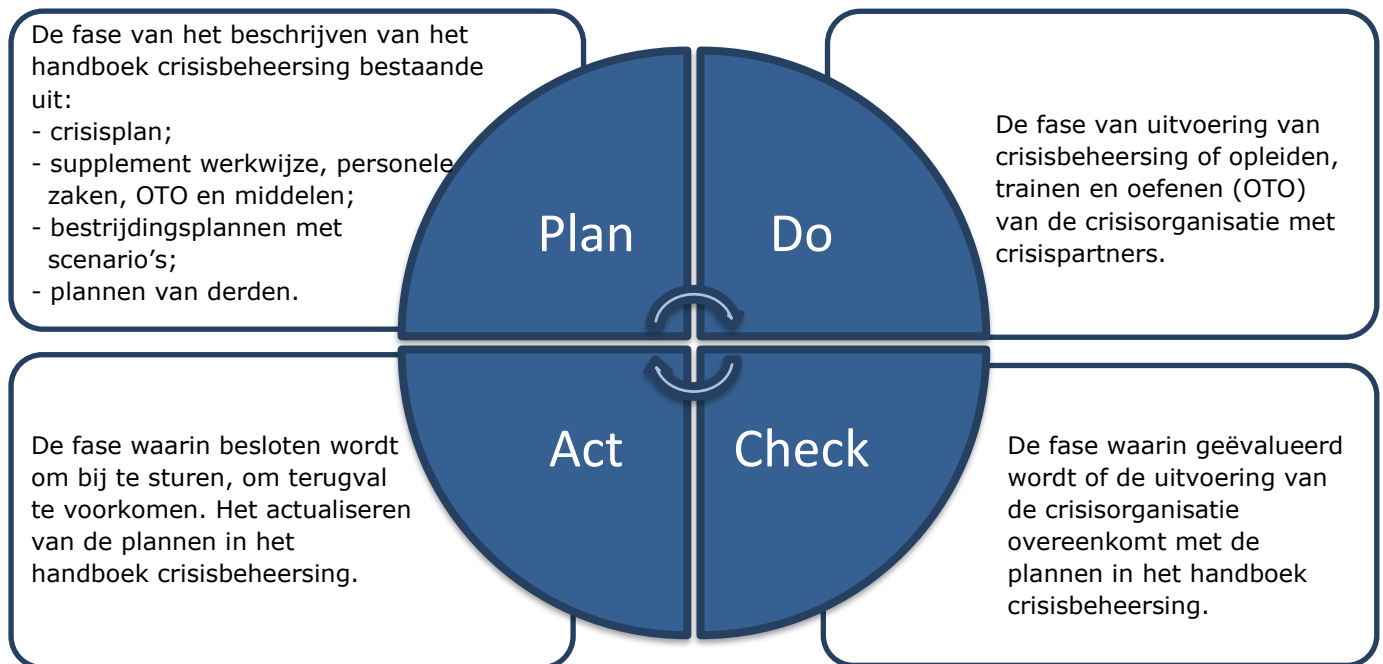 De fase van het beschrijven van het
handboek crisisbeheersing bestaande
uit:
- crisisplan;
- supplement werkwijze, personele
zaken, OTO en middelen;
- bestrijdingsplannen met
scenario’s;
- plannen van derden.
Plan
Do
De fase van uitvoering van
crisisbeheersing of opleiden,
trainen en oefenen (OTO)
van de crisisorganisatie met
crisispartners.
De fase waarin besloten wordt
om bij te sturen, om terugval
te voorkomen. Het actualiseren
van de plannen in het
handboek crisisbeheersing.
Act
Check
De fase waarin geëvalueerd
wordt of de uitvoering van
de crisisorganisatie
overeenkomt met de
plannen in het handboek
crisisbeheersing.